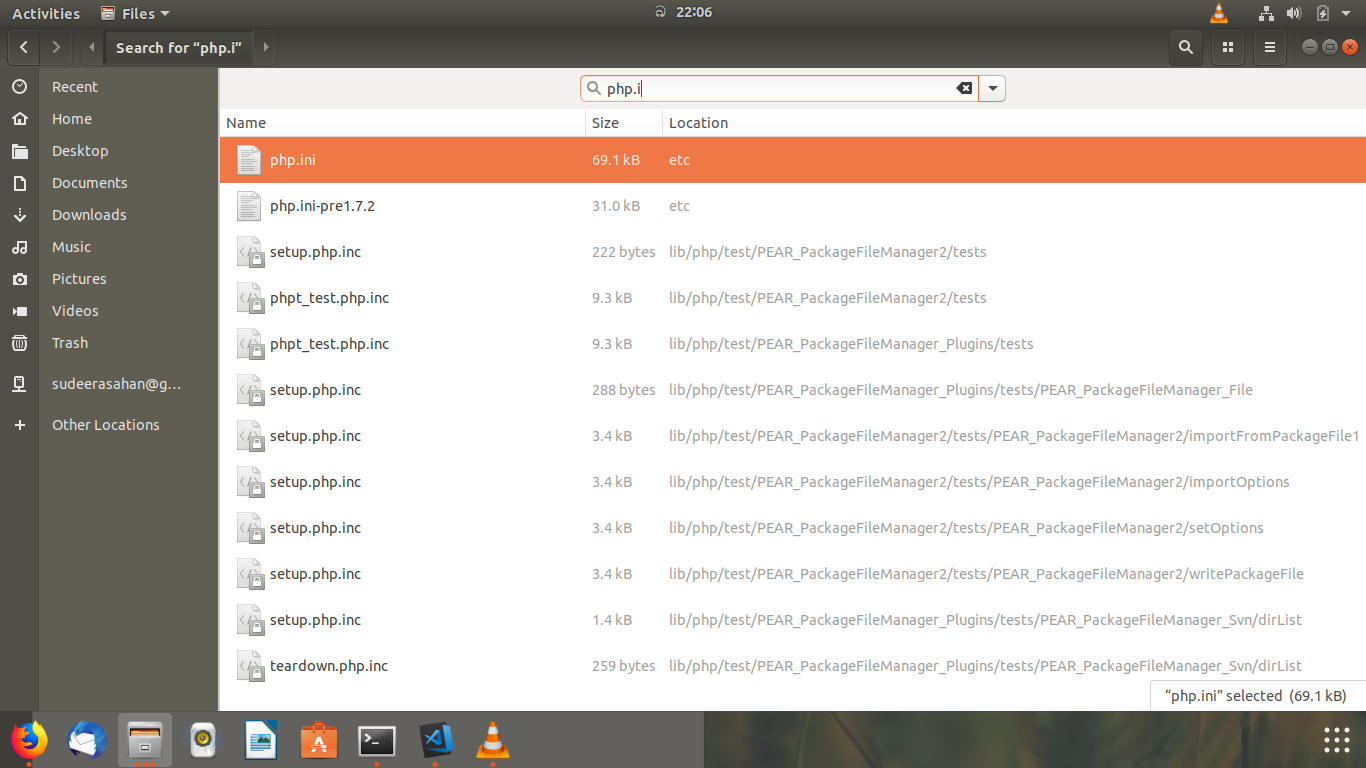 Activities Files 22:06
Search for “php.i”
php.i
Recent
Home
Desktop
Documents
Downloads
Music
Pictures
Videos
Trash
sudeerasahan@g...
Other Locations
Name Size Location
php.ini 69.1 kB etc
php.ini-pre1.7.2 31.0 kB etc
setup.php.inc 222 bytes lib/php/test/PEAR_PackageFileManager2/tests
phpt_test.php.inc 9.3 kB lib/php/test/PEAR_PackageFileManager2/tests
phpt_test.php.inc 9.3 kB lib/php/test/PEAR_PackageFileManager_Plugins/tests
setup.php.inc 288 bytes lib/php/test/PEAR_PackageFileManager_Plugins/tests/PEAR_PackageFileManager_File
setup.php.inc 3.4 kB lib/php/test/PEAR_PackageFileManager2/tests/PEAR_PackageFileManager2/importFromPackageFile1
setup.php.inc 3.4 kB lib/php/test/PEAR_PackageFileManager2/tests/PEAR_PackageFileManager2/importOptions
setup.php.inc 3.4 kB lib/php/test/PEAR_PackageFileManager2/tests/PEAR_PackageFileManager2/setOptions
setup.php.inc 3.4 kB lib/php/test/PEAR_PackageFileManager2/tests/PEAR_PackageFileManager2/writePackageFile
setup.php.inc 1.4 kB lib/php/test/PEAR_PackageFileManager_Plugins/tests/PEAR_PackageFileManager_Svn/dirList
teardown.php.inc 259 bytes lib/php/test/PEAR_PackageFileManager_Plugins/tests/PEAR_PackageFileManager_Svn/dirList
“php.ini” selected (69.1 kB)